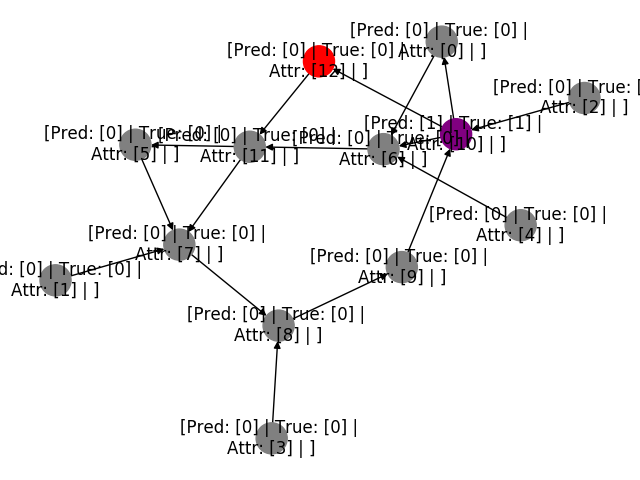 [Pred: [0] | True: [0] |
Attr: [0] | ]
[Pred: [0] | True: [0] |
Attr: [12] | ]
[Pred: [0] | True: [
Attr: [2] | ]
[Pred: [1] | True: [1] |
Attr: [10] | ]
[Pred: [0] | True: [0] |
Attr: [5] | ]
[Pred: [0] | True: [0] |
Attr: [11] | ]
[Pred: [0] | True: [0] |
Attr: [6] | ]
[Pred: [0] | True: [0] |
Attr: [4] | ]
[Pred: [0] | True: [0] |
Attr: [7] | ]
[Pred: [0] | True: [0] |
Attr: [9] | ]
d: [0] | True: [0] |
Attr: [1] | ]
[Pred: [0] | True: [0] |
Attr: [8] | ]
[Pred: [0] | True: [0] |
Attr: [3] | ]